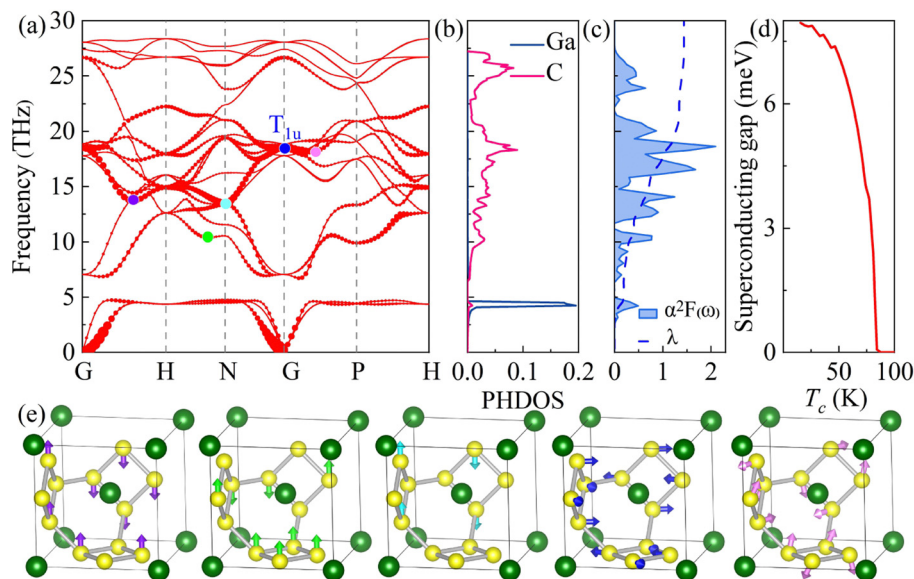 (a)
(b)
(c)
(d)
Frequency (THz)
30
25
20
15
10
5
0
T1u
G
H
N
G
P
H
Ga
C
0.0
0.1
0.2
PHDOS
α²F(ω)
λ
0
1
2
Superconducting gap (meV)
6
3
0
50
100
Tc (K)
(e)